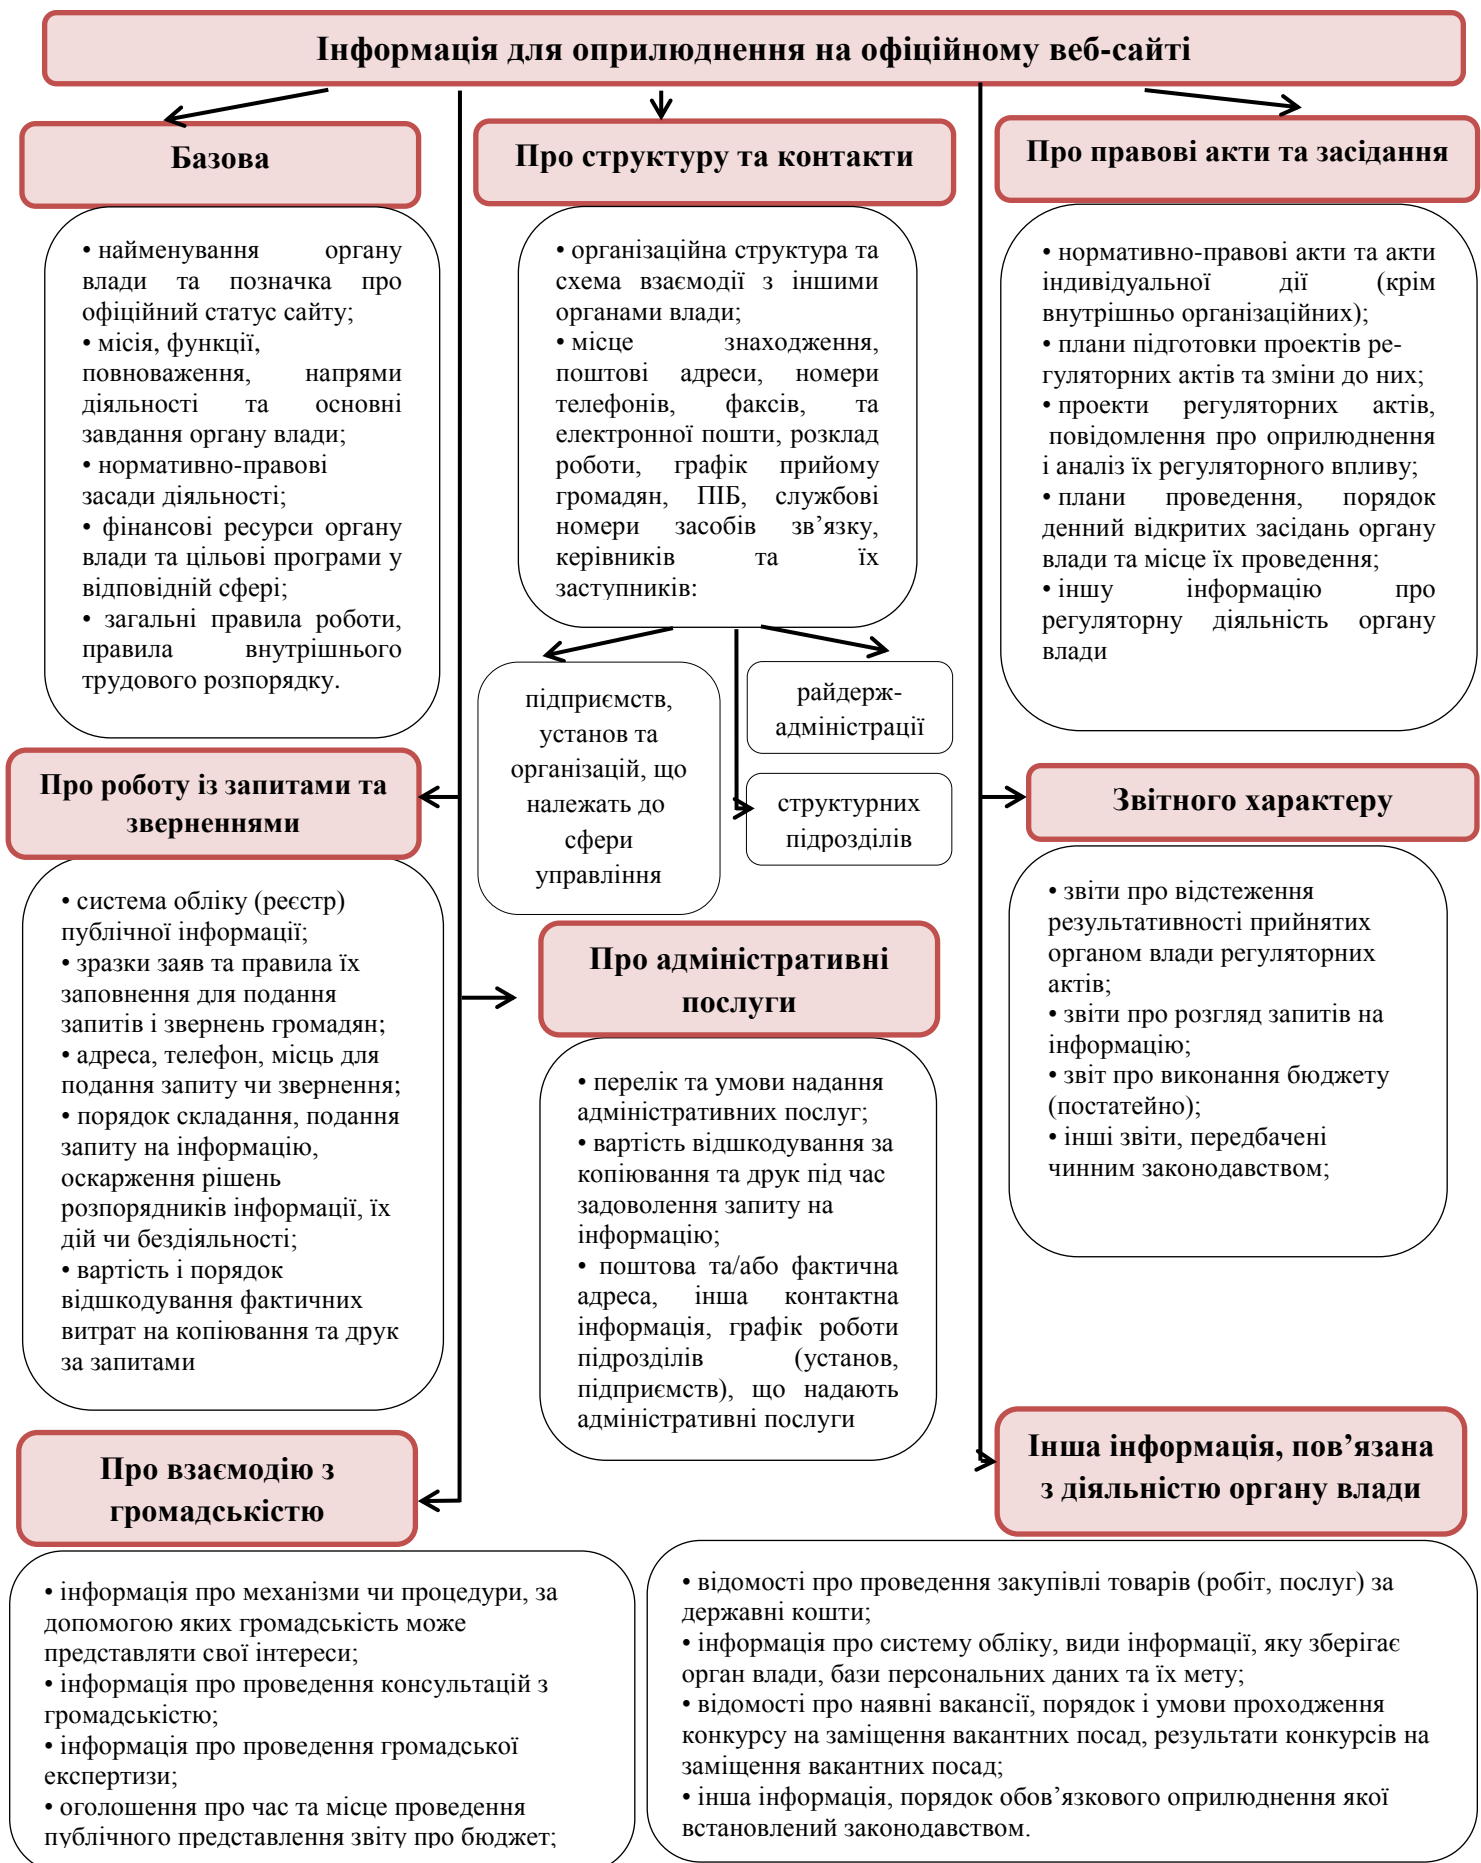 Інформація для оприлюднення на офіційному веб-сайті
Базова
• найменування органу
влади та позначка про
офіційний статус сайту;
• місія, функції,
повноваження, напрями
діяльності та основні
завдання органу влади;
• нормативно-правові
засади діяльності;
• фінансові ресурси органу
влади та цільові програми у
відповідній сфері;
• загальні правила роботи,
правила внутрішнього
трудового розпорядку.
Про структуру та контакти
• організаційна структура та
схема взаємодії з іншими
органами влади;
• місце знаходження,
поштові адреси, номери
телефонів, факсів, та
електронної пошти, розклад
роботи, графік прийому
громадян, ПІБ, службові
номери засобів зв’язку,
керівників та їх
заступників:
підприємств,
установ та
організацій, що
належать до
сфери
управління
райдерж-
адміністрації
структурних
підрозділів
Про правові акти та засідання
• нормативно-правові акти та акти
індивідуальної дії (крім
внутрішньо організаційних);
• плани підготовки проектів ре-
гуляторних актів та зміни до них;
• проекти регуляторних актів,
повідомлення про оприлюднення
і аналіз їх регуляторного впливу;
• плани проведення, порядок
денний відкритих засідань органу
влади та місце їх проведення;
• іншу інформацію про
регуляторну діяльність органу
влади
Про роботу із запитами та
зверненнями
• система обліку (реєстр)
публічної інформації;
• зразки заяв та правила їх
заповнення для подання
запитів і звернень громадян;
• адреса, телефон, місць для
подання запиту чи звернення;
• порядок складання, подання
запиту на інформацію,
оскарження рішень
розпорядників інформації, їх
дій чи бездіяльності;
• вартість і порядок
відшкодування фактичних
витрат на копіювання та друк
за запитами
Про адміністративні
послуги
• перелік та умови надання
адміністративних послуг;
• вартість відшкодування за
копіювання та друк під час
задоволення запиту на
інформацію;
• поштова та/або фактична
адреса, інша контактна
інформація, графік роботи
підрозділів (установ,
підприємств), що надають
адміністративні послуги
Звітного характеру
• звіти про відстеження
результативності прийнятих
органом влади регуляторних
актів;
• звіти про розгляд запитів на
інформацію;
• звіт про виконання бюджету
(постатейно);
• інші звіти, передбачені
чинним законодавством;
Про взаємодію з
громадськістю
• інформація про механізми чи процедури, за
допомогою яких громадськість може
представляти свої інтереси;
• інформація про проведення консультацій з
громадськістю;
• інформація про проведення громадської
експертизи;
• оголошення про час та місце проведення
публічного представлення звіту про бюджет;
Інша інформація, пов’язана
з діяльністю органу влади
• відомості про проведення закупівлі товарів (робіт, послуг) за
державні кошти;
• інформація про систему обліку, види інформації, яку зберігає
орган влади, бази персональних даних та їх мету;
• відомості про наявні вакансії, порядок і умови проходження
конкурсу на заміщення вакантних посад, результати конкурсів на
заміщення вакантних посад;
• інша інформація, порядок обов’язкового оприлюднення якої
встановлений законодавством.